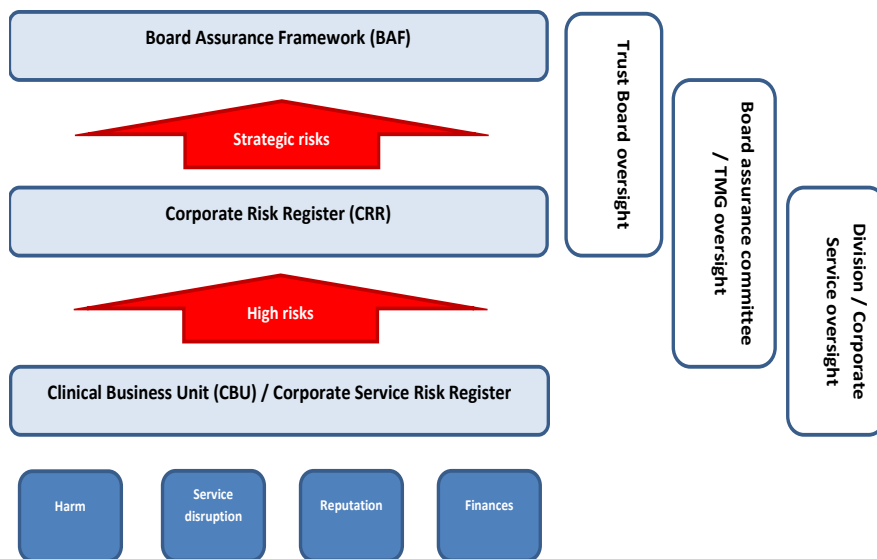 Board Assurance Framework (BAF)
Strategic risks
Corporate Risk Register (CRR)
High risks
Clinical Business Unit (CBU) / Corporate Service Risk Register
Harm
Service
disruption
Reputation
Finances
Trust Board oversight
Board assurance committee
/ TMG oversight
Division / Corporate
Service oversight